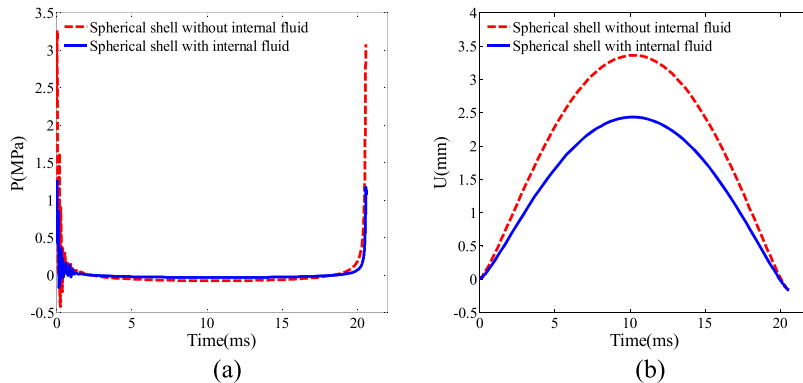 3.5
3
2.5
2
1.5
1
0.5
0
-0.5
P(MPa)
Spherical shell without internal fluid
Spherical shell with internal fluid
0
5
10
15
20
Time(ms)
(a)
4
3.5
3
2.5
2
1.5
1
0.5
0
-0.5
U(mm)
Spherical shell without internal fluid
Spherical shell with internal fluid
0
5
10
15
20
Time(ms)
(b)